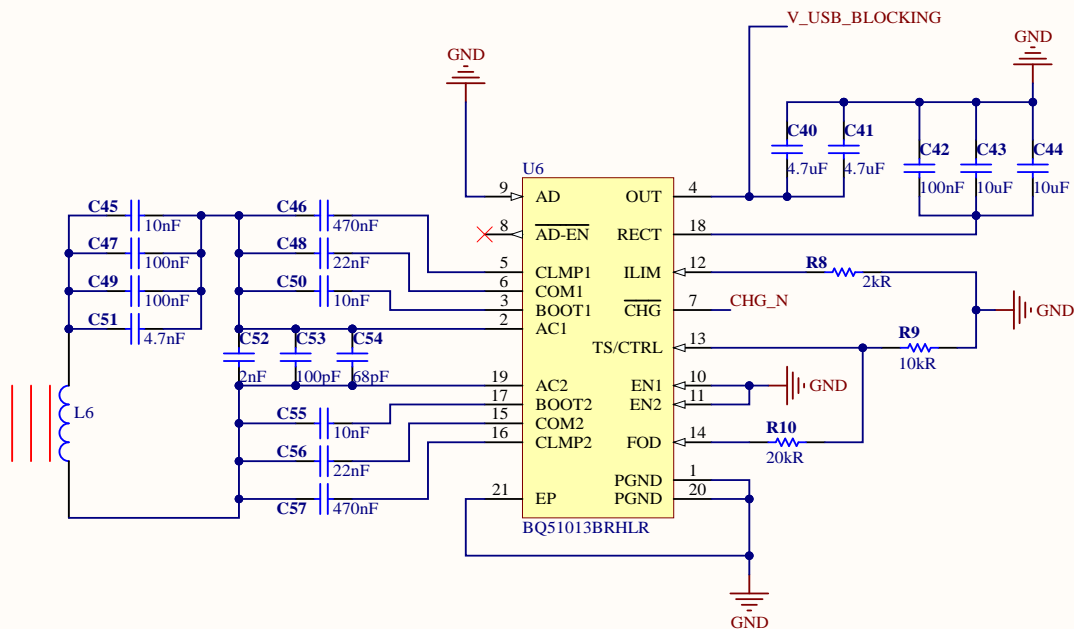 V_USB_BLOCKING
GND
GND
C40
C41
C42
C43
C44
4.7uF
4.7uF
100nF
10uF
10uF
U6
9
AD
OUT
4
8
AD-EN
RECT
18
5
CLMP1
ILIM
12
6
COM1
3
BOOT1
CHG
7
CHG_N
2
AC1
TS/CTRL
13
19
AC2
EN1
10
17
BOOT2
EN2
11
15
COM2
16
CLMP2
FOD
14
PGND
1
21
EP
PGND
20
BQ51013BRHLR
C45
10nF
C47
100nF
C49
100nF
C51
4.7nF
C46
470nF
C48
22nF
C50
10nF
C52
2nF
C53
100pF
C54
68pF
L6
C55
10nF
C56
22nF
C57
470nF
R8
2kR
GND
R9
10kR
GND
R10
20kR
GND